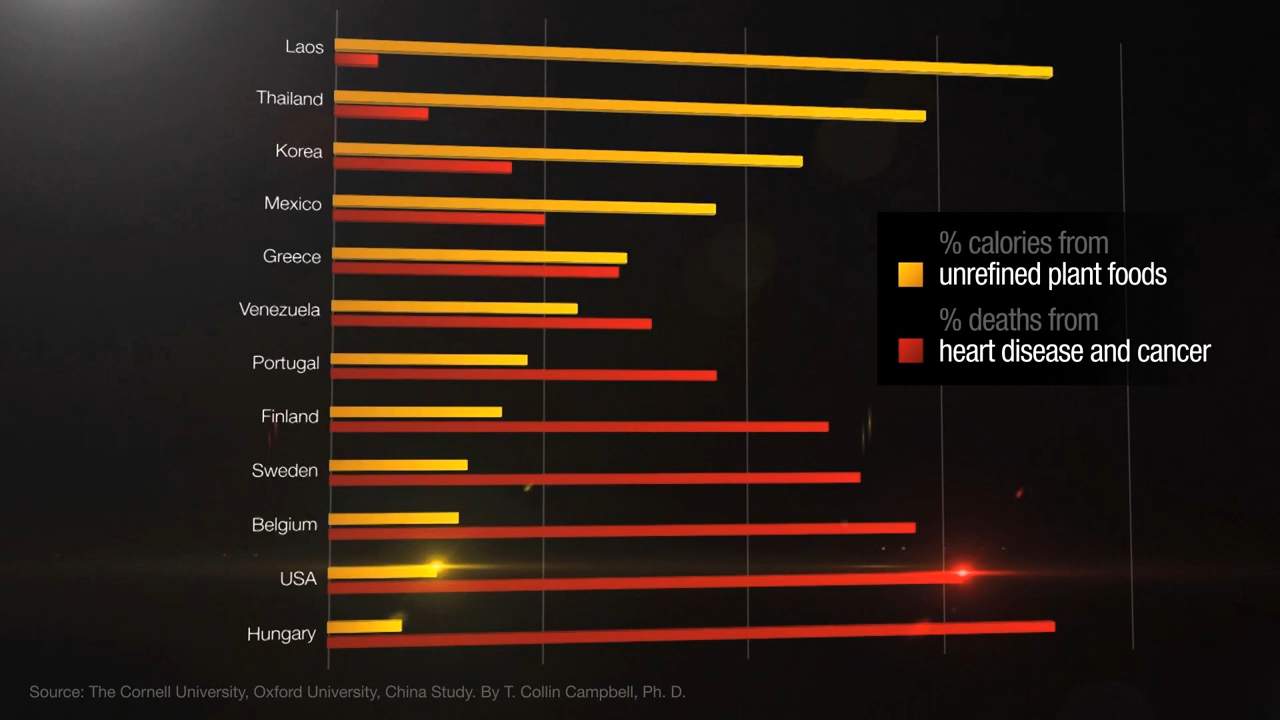 Laos
Thailand
Korea
Mexico
Greece
Venezuela
Portugal
Finland
Sweden
Belgium
USA
Hungary
% calories from
unrefined plant foods
% deaths from
heart disease and cancer
Source: The Cornell University, Oxford University, China Study. By T. Collin Campbell, Ph. D.